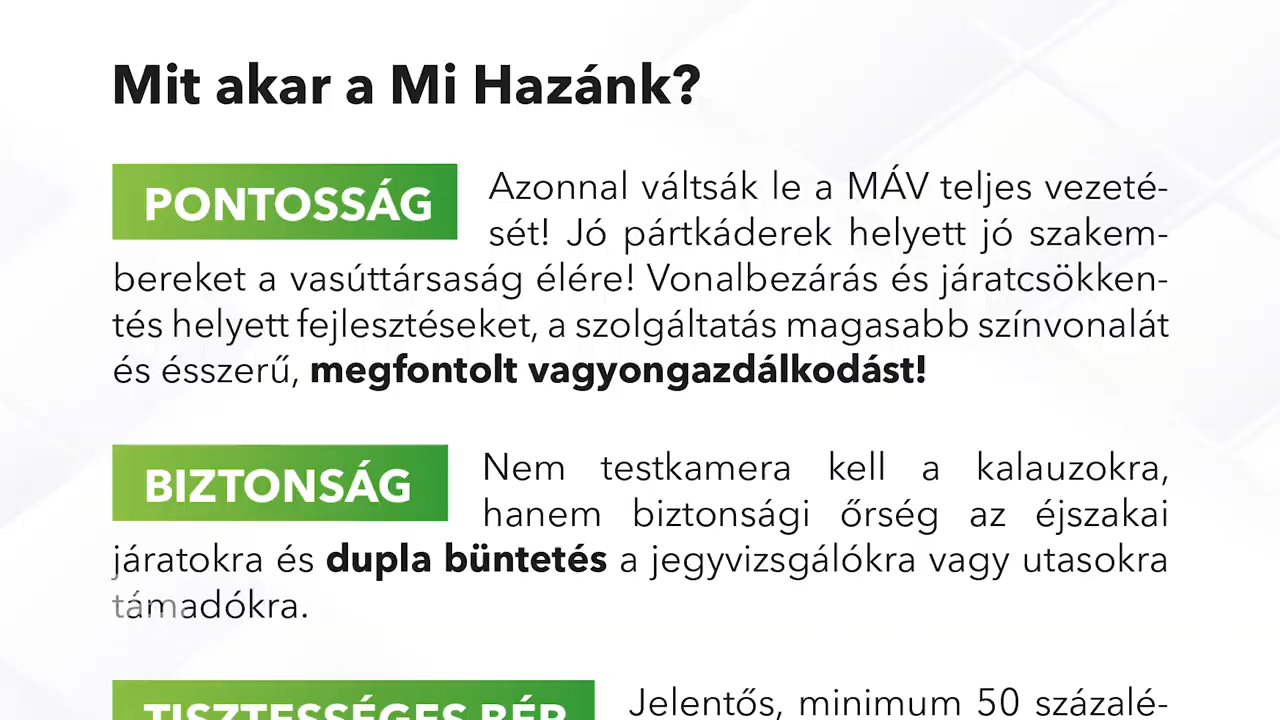 Mit akar a Mi Hazánk?
PONTOSSÁG
Azonnal váltsák le a MÁV teljes vezeté-
sét! Jó pártkáderek helyett jó szakem-
bereket a vasúttársaság élére! Vonalbezárás és járatcsökken-
tés helyett fejlesztéseket, a szolgáltatás magasabb színvonalát
és ésszerű, megfontolt vagyongazdálkodást!
BIZTONSÁG
Nem testkamera kell a kalauzokra,
hanem biztonsági őrség az éjszakai
járatokra és dupla büntetés a jegyvizsgálókra vagy utasokra
támadókra.
TISZTESSÉGES BÉR
Jelentős, minimum 50 százalé-